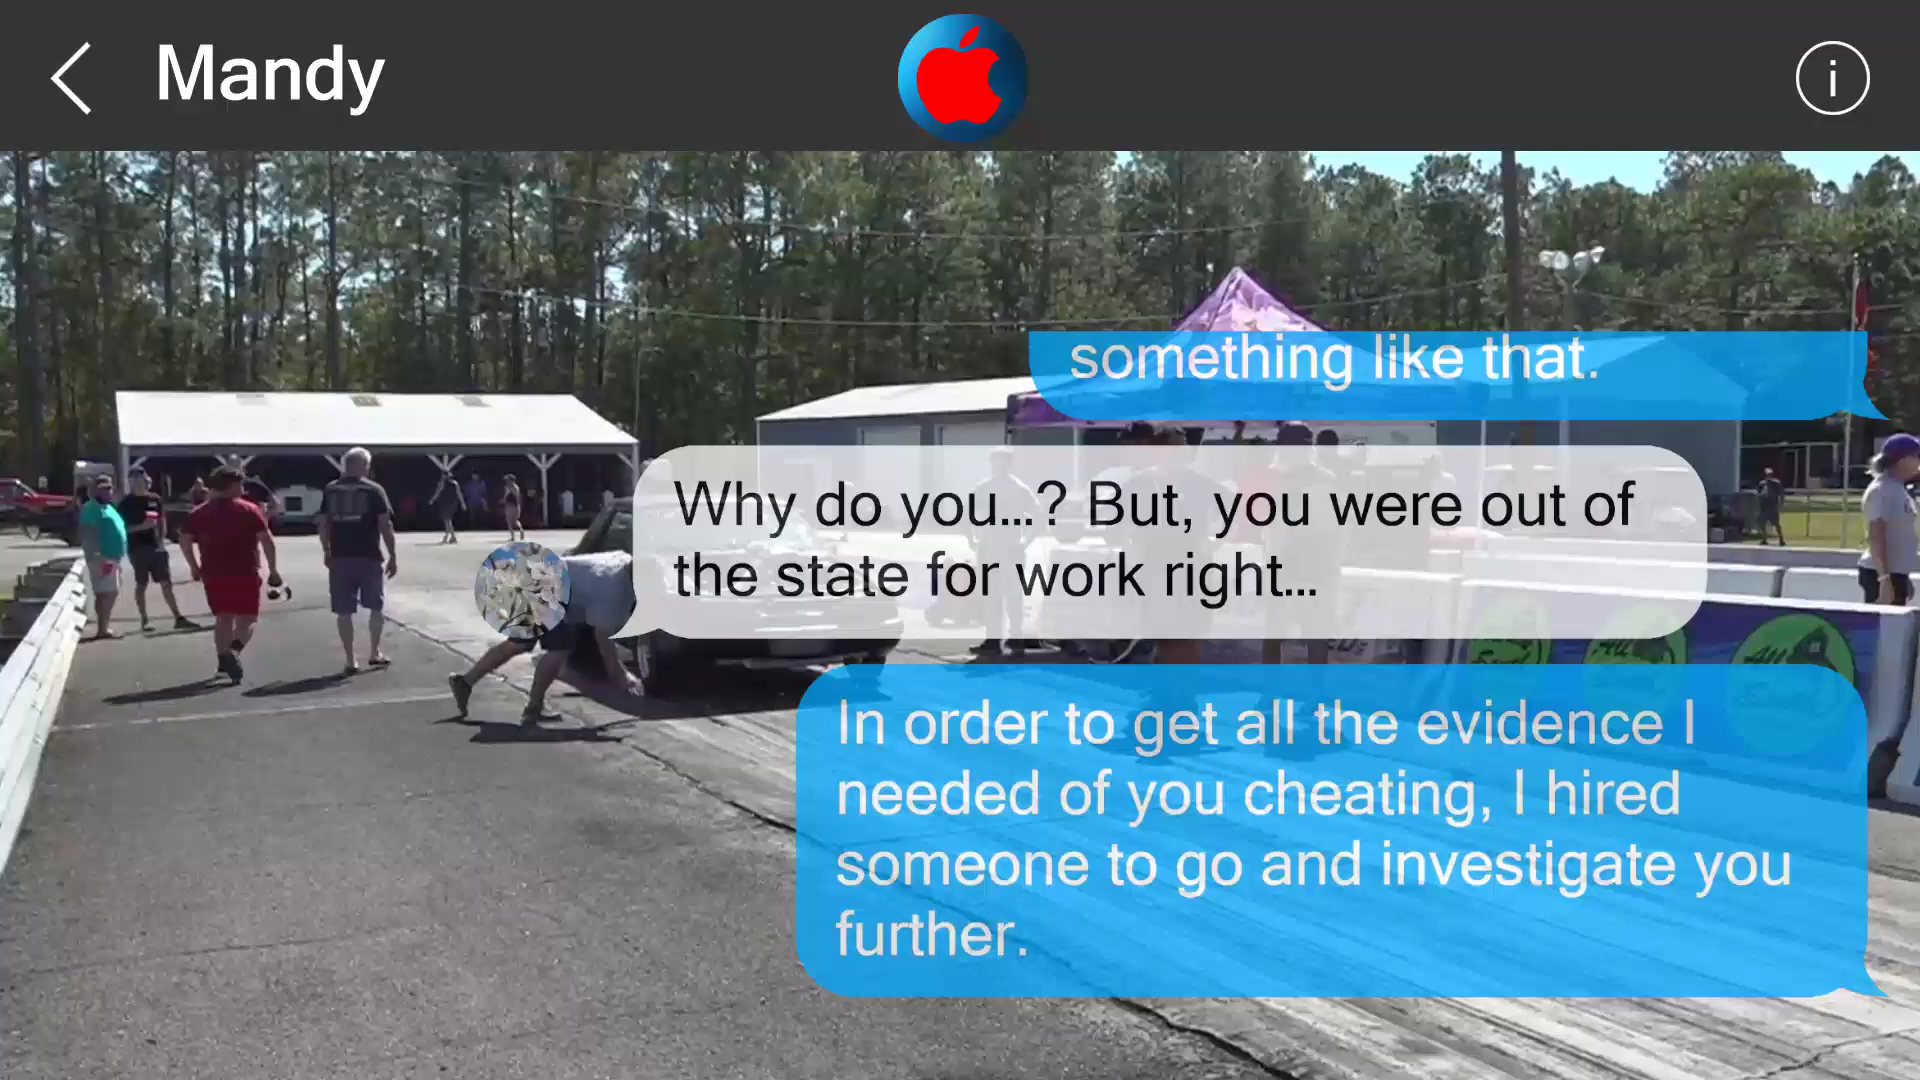 Mandy
something like that.
Why do you...? But, you were out of
the state for work right...
In order to get all the evidence I
needed of you cheating, I hired
someone to go and investigate you
further.